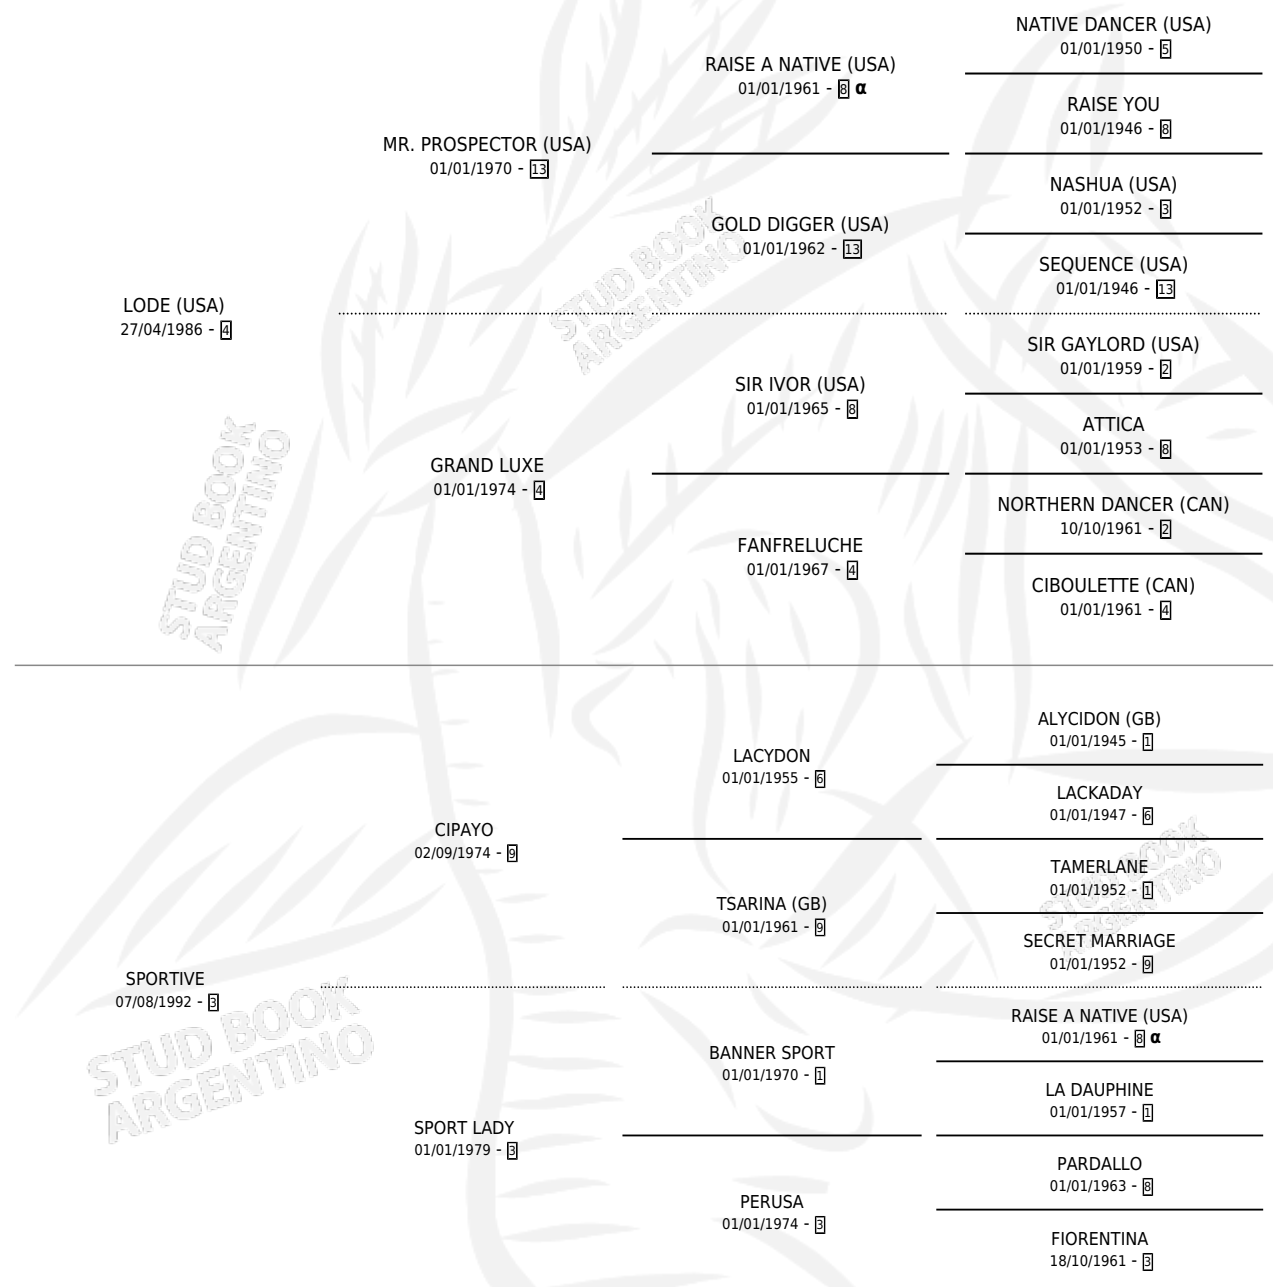 NATIVE DANCER (USA)
01/01/1950 - 5
RAISE A NATIVE (USA)
01/01/1961 - 8 α
RAISE YOU
01/01/1946 - 8
MR. PROSPECTOR (USA)
01/01/1970 - 13
NASHUA (USA)
01/01/1952 - 3
GOLD DIGGER (USA)
01/01/1962 - 13
SEQUENCE (USA)
01/01/1946 - 13
LODE (USA)
27/04/1986 - 4
SIR GAYLORD (USA)
01/01/1959 - 2
SIR IVOR (USA)
01/01/1965 - 8
ATTICA
01/01/1953 - 8
GRAND LUXE
01/01/1974 - 4
NORTHERN DANCER (CAN)
10/10/1961 - 2
FANFRELUCHE
01/01/1967 - 4
CIBOULETTE (CAN)
01/01/1961 - 4
ALYCIDON (GB)
01/01/1945 - 1
LACYDON
01/01/1955 - 6
LACKADAY
01/01/1947 - 6
CIPAYO
02/09/1974 - 9
TAMERLANE
01/01/1952 - 1
TSARINA (GB)
01/01/1961 - 9
SECRET MARRIAGE
01/01/1952 - 9
SPORTIVE
07/08/1992 - 3
RAISE A NATIVE (USA)
01/01/1961 - 8 α
BANNER SPORT
01/01/1970 - 1
LA DAUPHINE
01/01/1957 - 1
SPORT LADY
01/01/1979 - 3
PARDALLO
01/01/1963 - 8
PERUSA
01/01/1974 - 3
FIORENTINA
18/10/1961 - 3
STUD BOOK
ARGENTINO
STUD BOOK
ARGENTINO
STUD BOOK
ARGENTINO
STUD BOOK
ARGENTINO